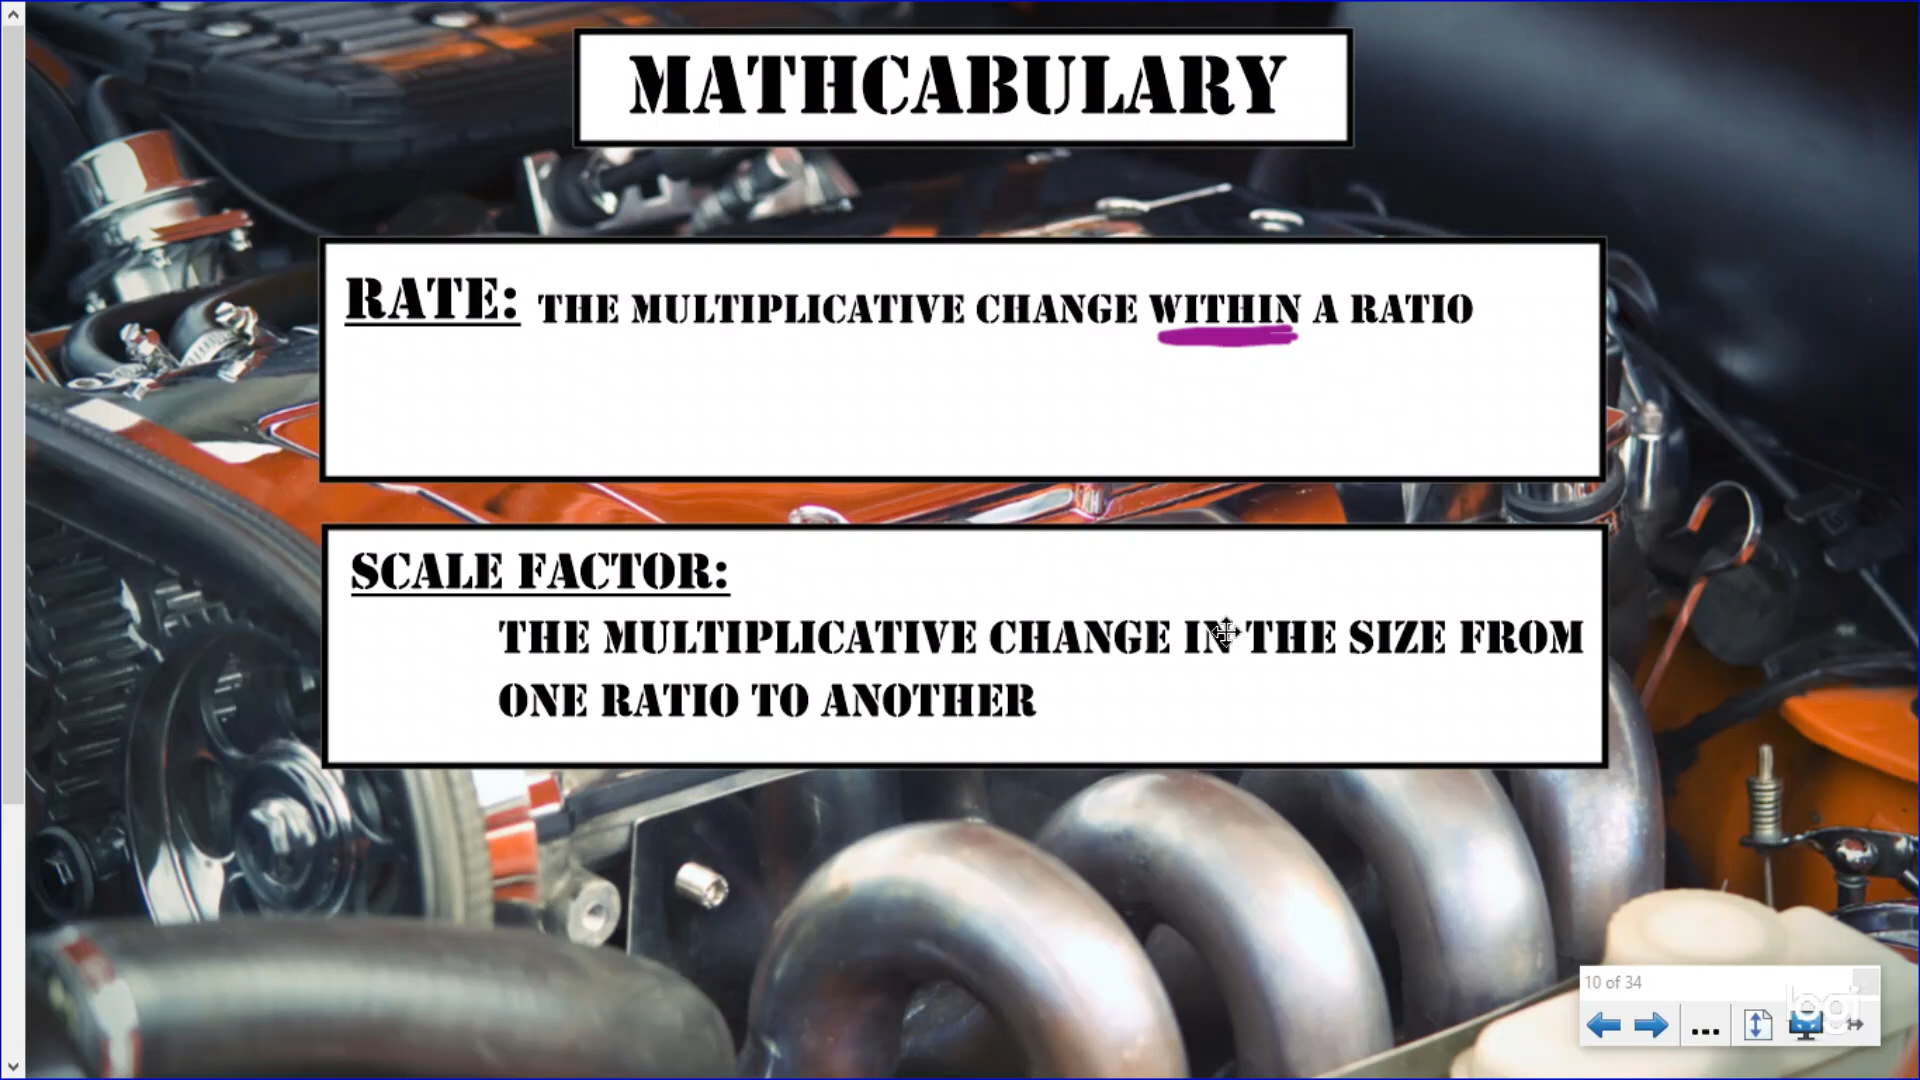 MATHCABULARY
RATE: THE MULTIPLICATIVE CHANGE WITHIN A RATIO
SCALE FACTOR:
THE MULTIPLICATIVE CHANGE IN THE SIZE FROM
ONE RATIO TO ANOTHER
10 of 34
logi